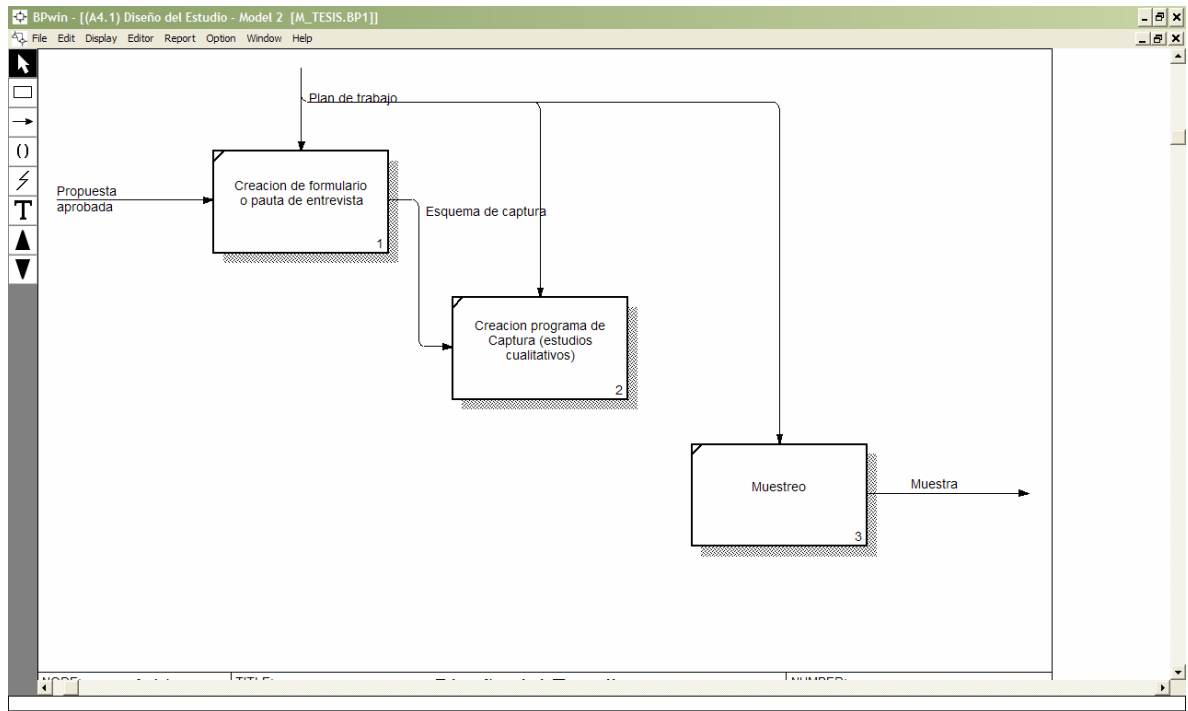 BPwin - [(A4.1) Diseño del Estudio - Model 2 [M_TESIS.BP1]]
File Edit Display Editor Report Option Window Help
Plan de trabajo
Creacion de formulario
o pauta de entrevista
1
Propuesta
aprobada
Esquema de captura
Creacion programa de
Captura (estudios
cualitativos)
2
Muestreo
3
Muestra
NODE:
TITLE:
NUMBER: